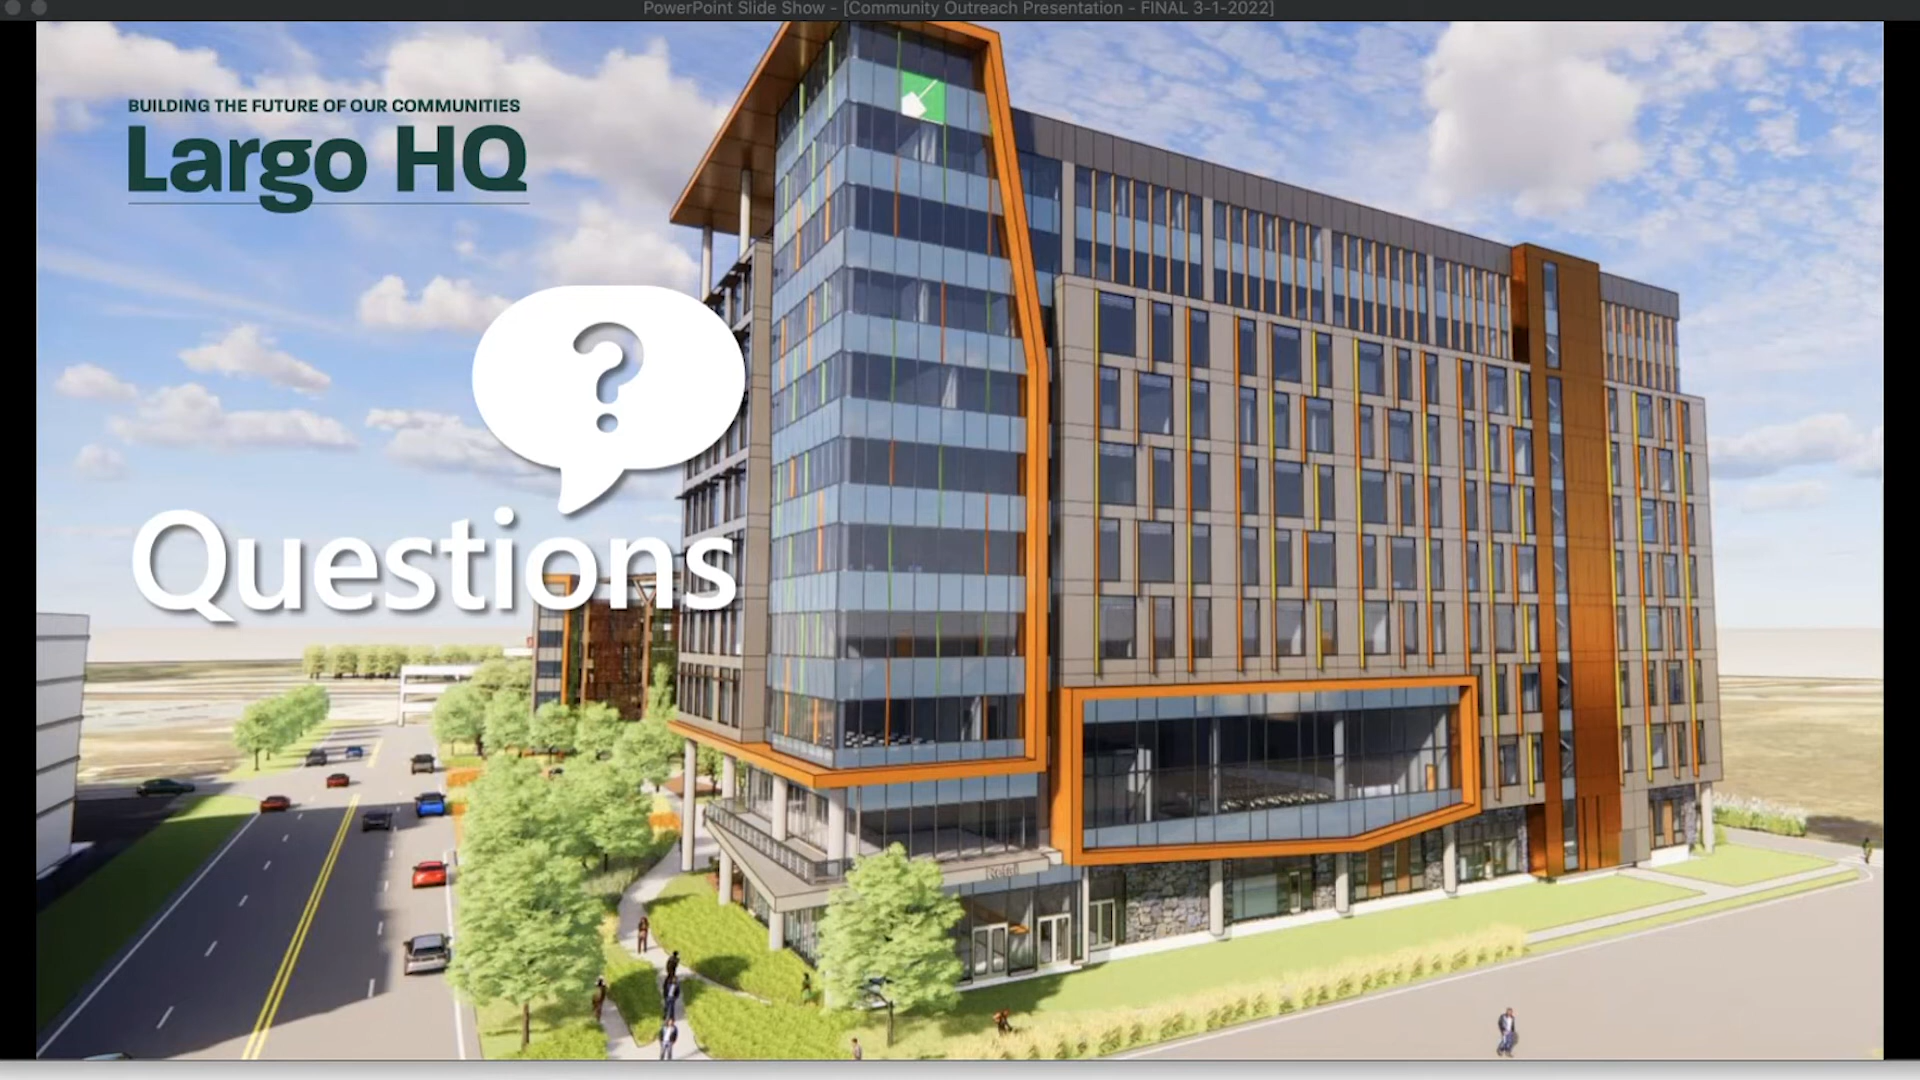 PowerPoint Slide Show - [Community Outreach Presentation - FINAL 3-1-2022]
BUILDING THE FUTURE OF OUR COMMUNITIES
Largo HQ
?
Questions